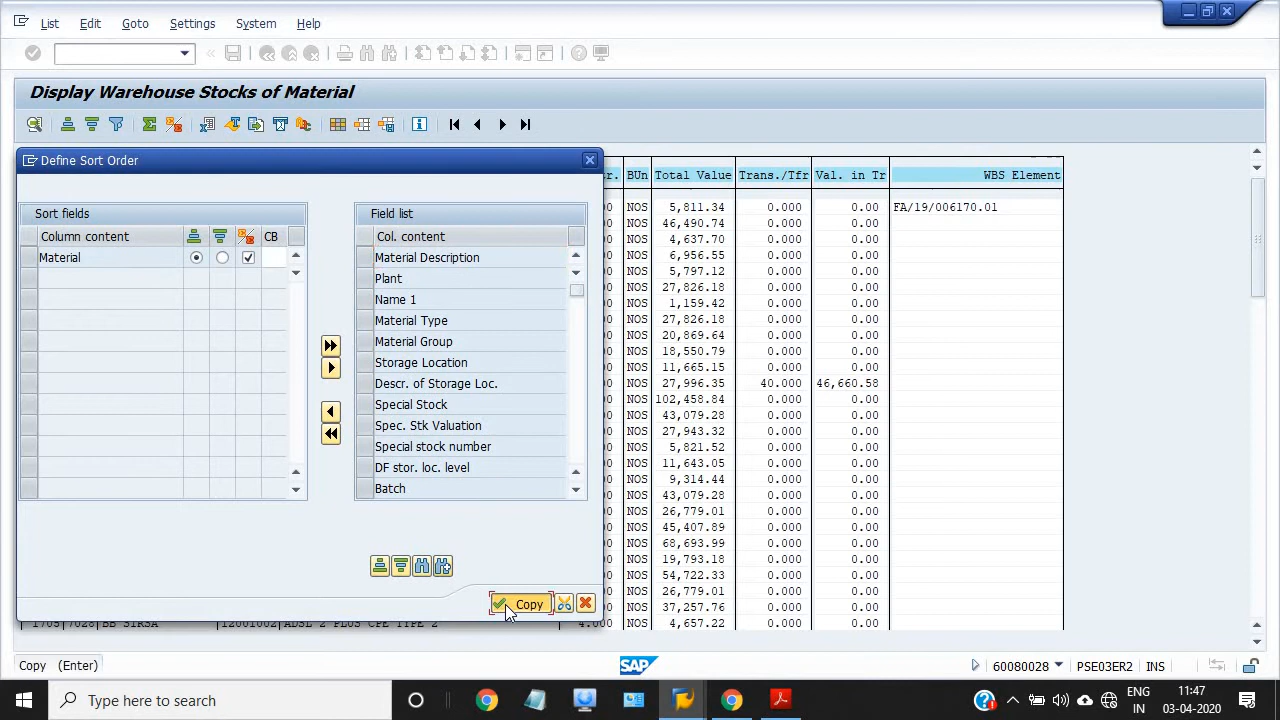 List Edit Goto Settings System Help
Display Warehouse Stocks of Material
Define Sort Order
Sort fields
Column content CB
Material
Field list
Col. content
Material Description
Plant
Name 1
Material Type
Material Group
Storage Location
Descr. of Storage Loc.
Special Stock
Spec. Stk Valuation
Special stock number
DF stor. loc. level
Batch
Copy
BUn Total Value Trans./Tfr Val. in Tr WBS Element
NOS 5,811.34 0.000 0.00 FA/19/006170.01
NOS 46,490.74 0.000 0.00
NOS 4,637.70 0.000 0.00
NOS 6,956.55 0.000 0.00
NOS 5,797.12 0.000 0.00
NOS 27,826.18 0.000 0.00
NOS 1,159.42 0.000 0.00
NOS 27,826.18 0.000 0.00
NOS 20,869.64 0.000 0.00
NOS 18,550.79 0.000 0.00
NOS 11,665.15 0.000 0.00
NOS 27,996.35 40.000 46,660.58
NOS 102,458.84 0.000 0.00
NOS 43,079.28 0.000 0.00
NOS 27,943.32 0.000 0.00
NOS 5,821.52 0.000 0.00
NOS 11,643.05 0.000 0.00
NOS 9,314.44 0.000 0.00
NOS 43,079.28 0.000 0.00
NOS 26,779.01 0.000 0.00
NOS 45,407.89 0.000 0.00
NOS 68,693.99 0.000 0.00
NOS 19,793.18 0.000 0.00
NOS 54,722.33 0.000 0.00
NOS 26,779.01 0.000 0.00
NOS 37,257.76 0.000 0.00
1705 7028 BB SIRSA 12001002 ADSL 2 PLUS CPE TYPE 2 4.000 NOS 4,657.22 0.000 0.00
Copy (Enter)
SAP
60080028 PSE03ER2 INS
Type here to search
ENG
IN
11:47
03-04-2020